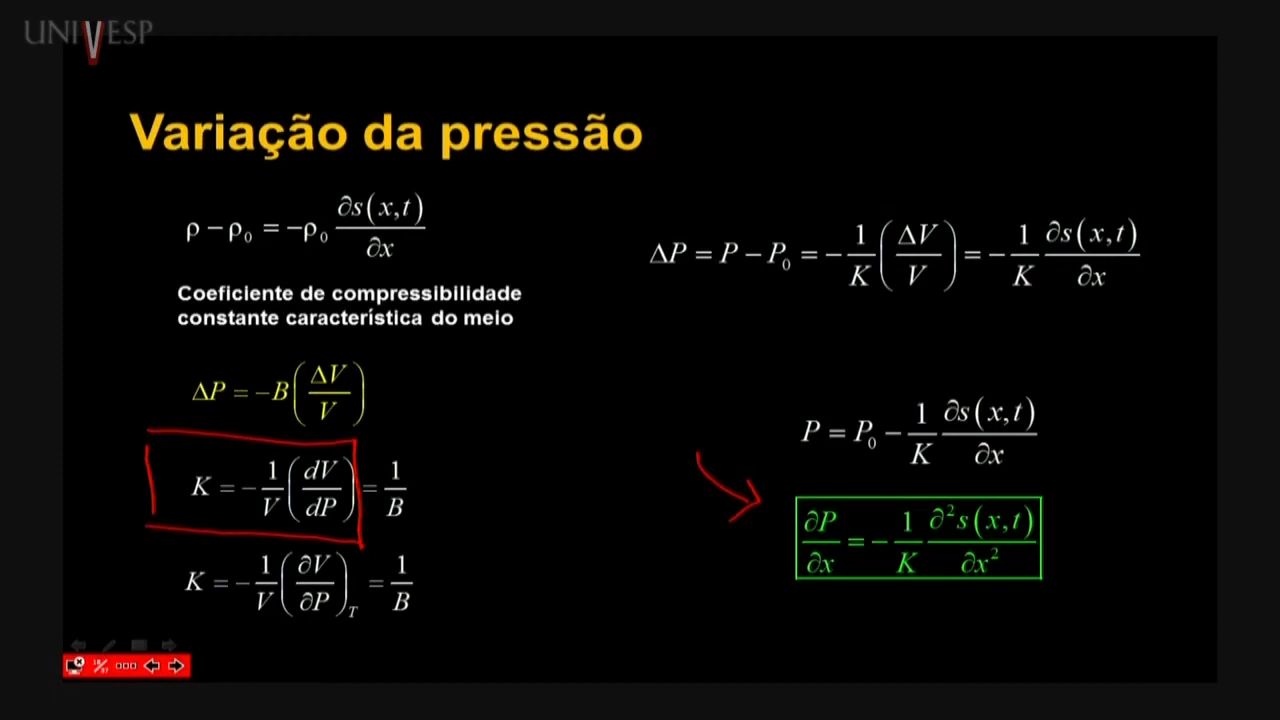 UNIVESP
Variação da pressão
ρ − ρ₀ = −ρ₀ ∂s(x,t)/∂x
Coeficiente de compressibilidade
constante característica do meio
ΔP = −B(ΔV/V)
K = −1/V (dV/dP) = 1/B
K = −1/V (∂V/∂P)_T = 1/B
ΔP = P − P₀ = −1/K (ΔV/V) = −1/K ∂s(x,t)/∂x
P = P₀ − 1/K ∂s(x,t)/∂x
∂P/∂x = −1/K ∂²s(x,t)/∂x²